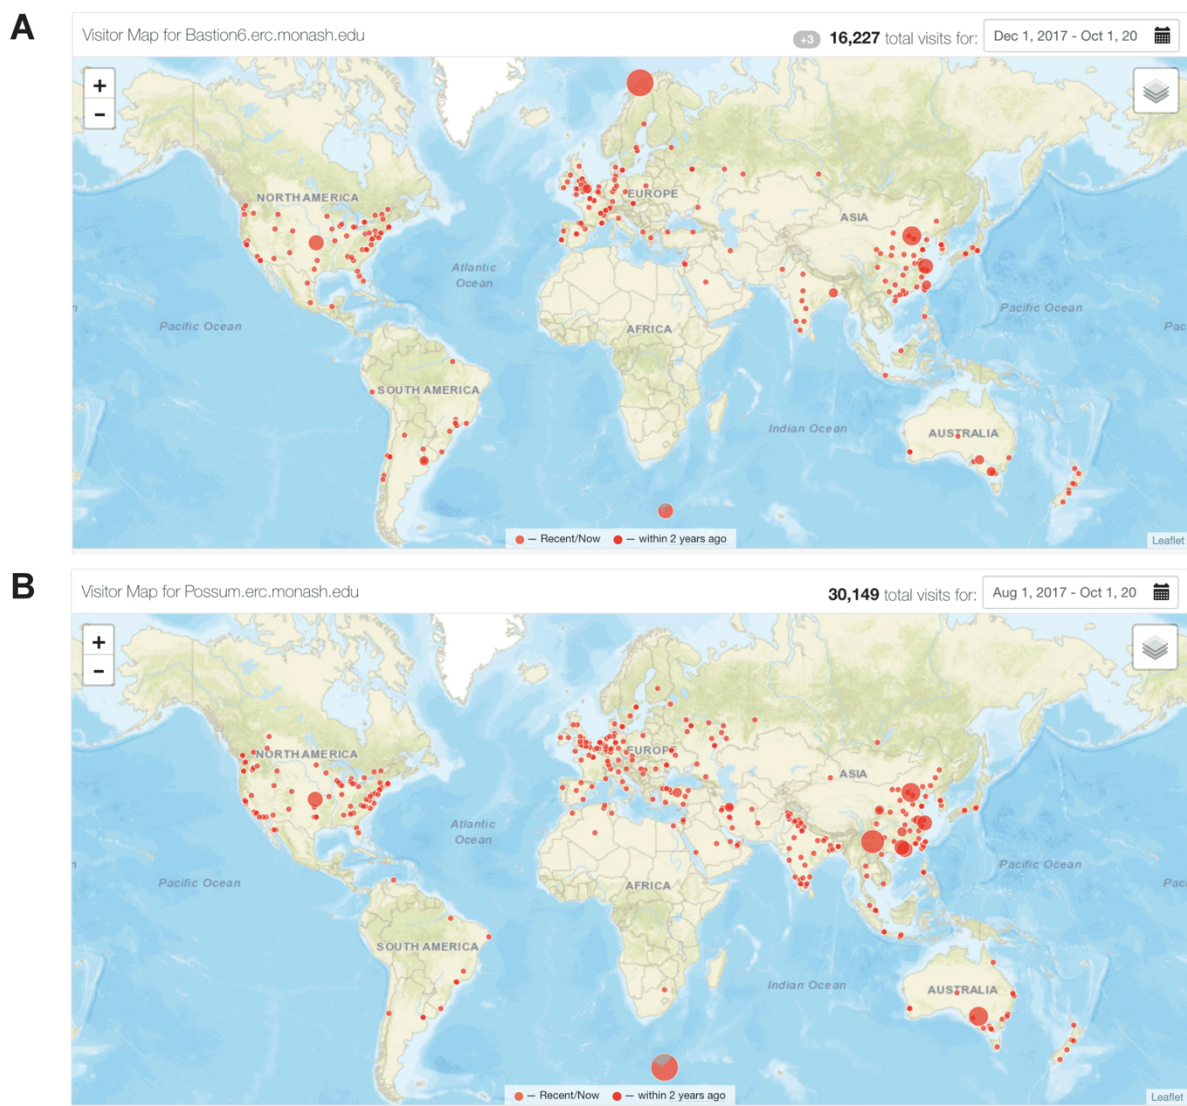 A
Visitor Map for Bastion6.erc.monash.edu
+3 16,227 total visits for: Dec 1, 2017 - Oct 1, 20
+
−
NORTH AMERICA
EUROPE
ASIA
Atlantic
Ocean
Pacific Ocean
Pacific Ocean
Pac
n
AFRICA
SOUTH AMERICA
Indian Ocean
AUSTRALIA
— Recent/Now — within 2 years ago
Leaflet
B
Visitor Map for Possum.erc.monash.edu
30,149 total visits for: Aug 1, 2017 - Oct 1, 20
+
−
NORTH AMERICA
EUROPE
ASIA
Atlantic
Ocean
Pacific Ocean
Pacific Ocean
Paci
n
AFRICA
SOUTH AMERICA
Indian Ocean
AUSTRALIA
— Recent/Now — within 2 years ago
Leaflet